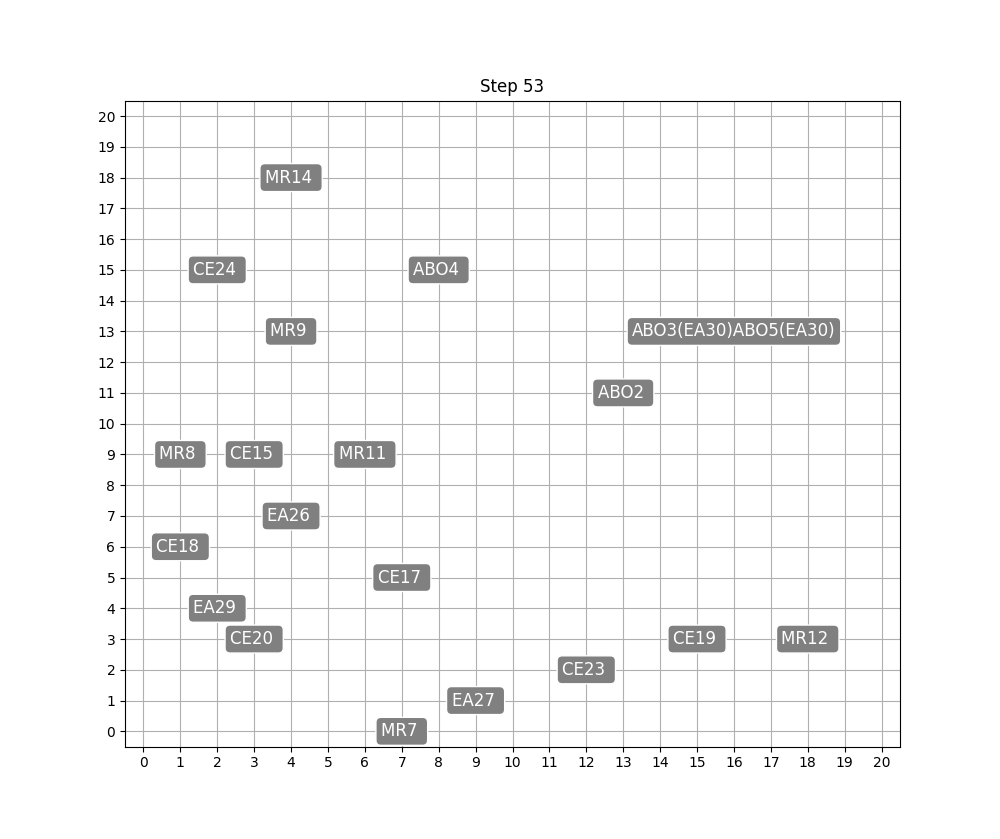 Step 53
20
19
18 MR14
17
16
15 CE24 ABO4
14
13 MR9 ABO3(EA30)ABO5(EA30)
12
11 ABO2
10
9 MR8 CE15 MR11
8
7 EA26
6 CE18
5 CE17
4 EA29
3 CE20 CE19 MR12
2 CE23
1 EA27
0 MR7
0 1 2 3 4 5 6 7 8 9 10 11 12 13 14 15 16 17 18 19 20